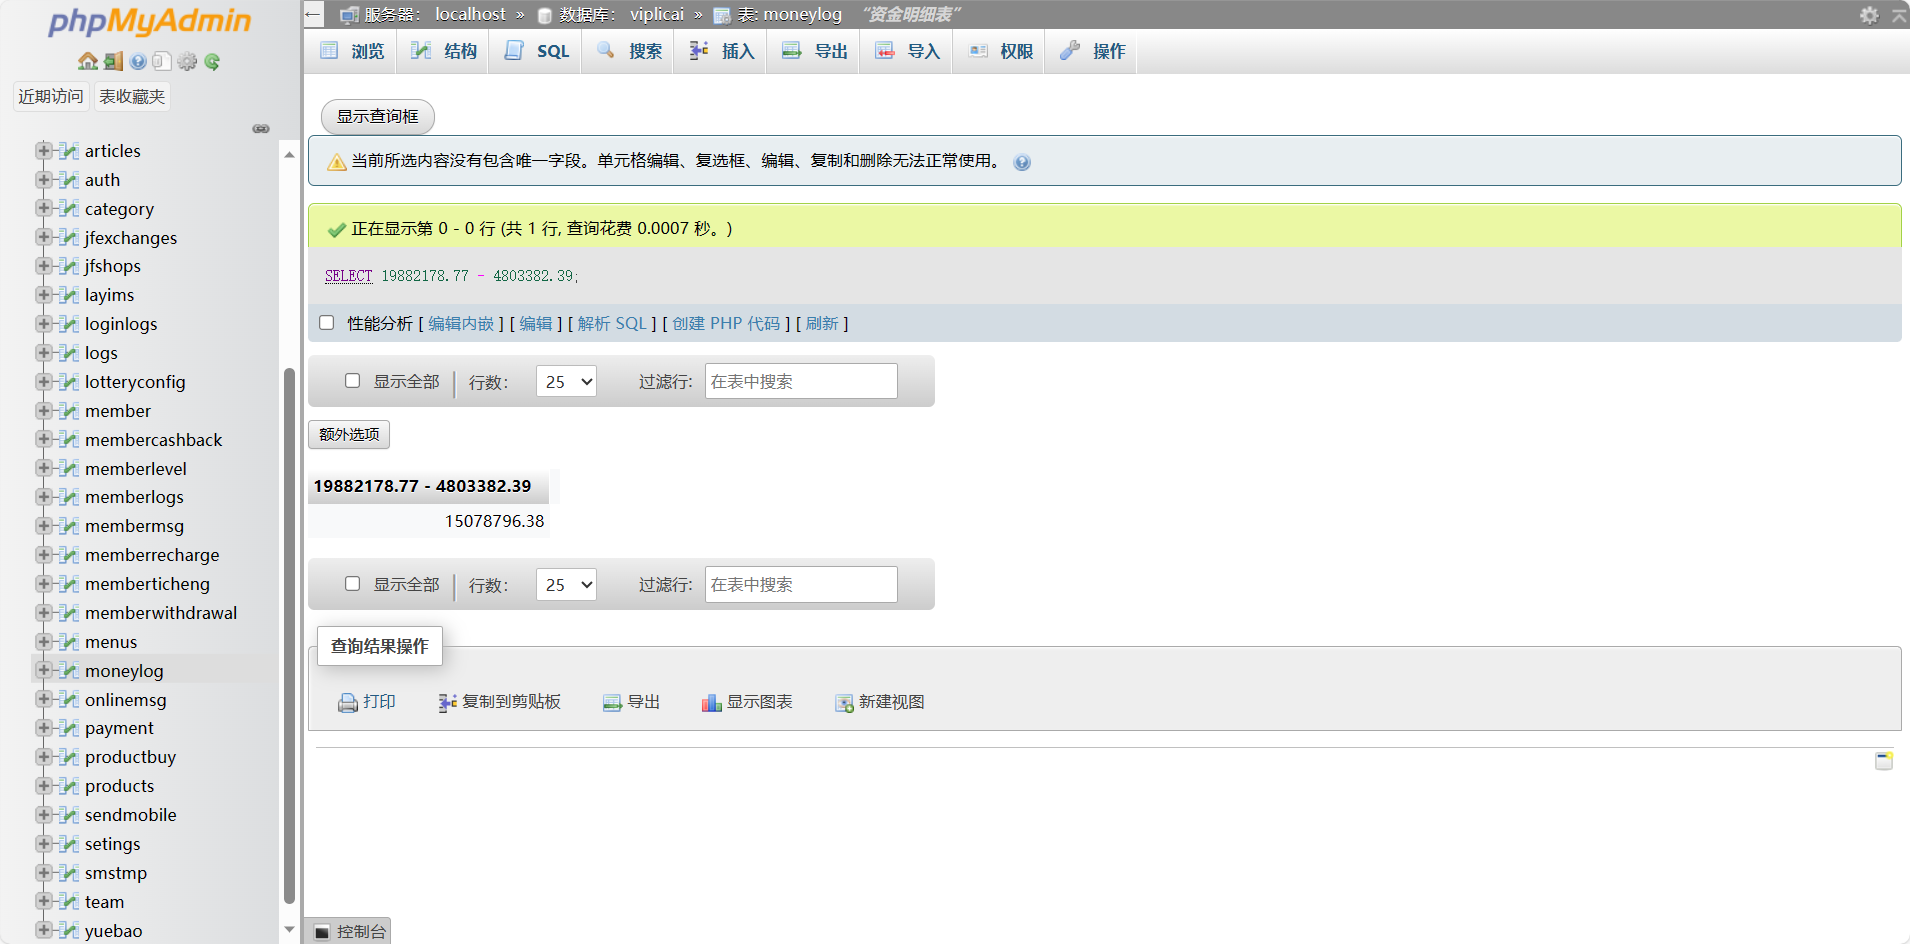 phpMyAdmin
近期访问 表收藏夹
articles
auth
category
jfexchanges
jfshops
layims
loginlogs
logs
lotteryconfig
member
membercashback
memberlevel
memberlogs
membermsg
memberrecharge
memberticheng
memberwithdrawal
menus
moneylog
onlinemsg
payment
productbuy
products
sendmobile
setings
smstmp
team
yuebao
服务器: localhost » 数据库: viplicai » 表: moneylog “资金明细表”
浏览 结构 SQL 搜索 插入 导出 导入 权限 操作
显示查询框
当前所选内容没有包含唯一字段。单元格编辑、复选框、编辑、复制和删除无法正常使用。
正在显示第 0 - 0 行 (共 1 行, 查询花费 0.0007 秒。)
SELECT 19882178.77 - 4803382.39;
性能分析 [ 编辑内嵌 ] [ 编辑 ] [ 解析 SQL ] [ 创建 PHP 代码 ] [ 刷新 ]
显示全部 行数: 25 过滤行: 在表中搜索
额外选项
19882178.77 - 4803382.39
15078796.38
显示全部 行数: 25 过滤行: 在表中搜索
查询结果操作
打印 复制到剪贴板 导出 显示图表 新建视图
控制台